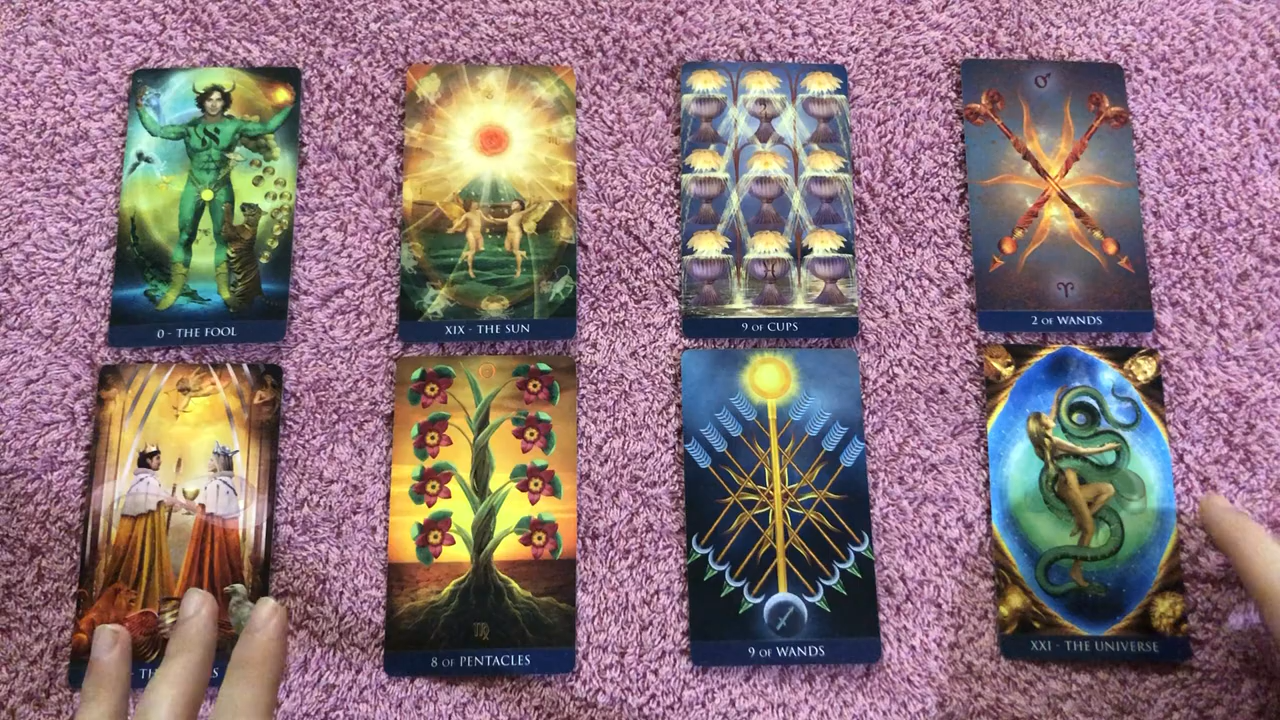 0 - THE FOOL
XIX - THE SUN
9 OF CUPS
2 OF WANDS
8 OF PENTACLES
9 OF WANDS
XXI - THE UNIVERSE